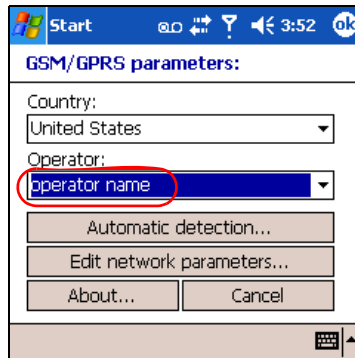 Start 3:52 ok
GSM/GPRS parameters:
Country:
United States
Operator:
operator name
Automatic detection...
Edit network parameters...
About... Cancel